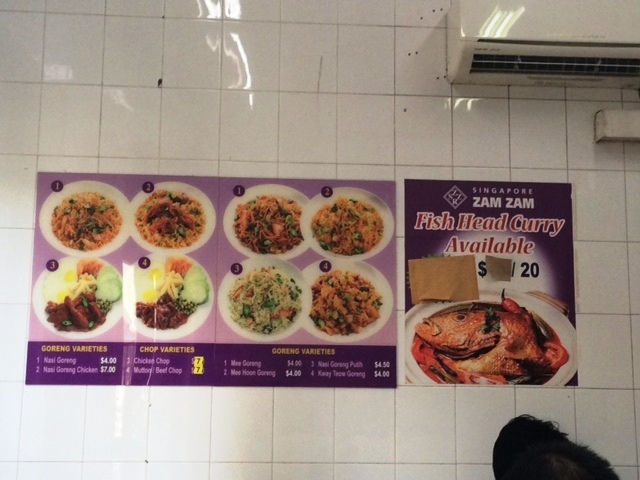 1
2
3
4
GORENG VARIETIES
1 Nasi Goreng $4.00
2 Nasi Goreng Chicken $7.00
CHOP VARIETIES
3 Chicken Chop $7
4 Mutton / Beef Chop $7
1
2
3
4
GORENG VARIETIES
1 Mee Goreng $4.00
2 Mee Hoon Goreng $4.00
3 Nasi Goreng Putih $4.50
4 Kway Teow Goreng $4.00
SINGAPORE
ZAM ZAM
Fish Head Curry
Available
$ / 20